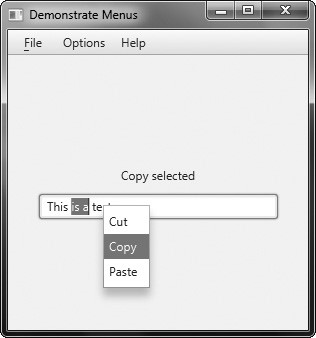 Demonstrate Menus
File Options Help
Copy selected
This is a
Cut
Copy
Paste